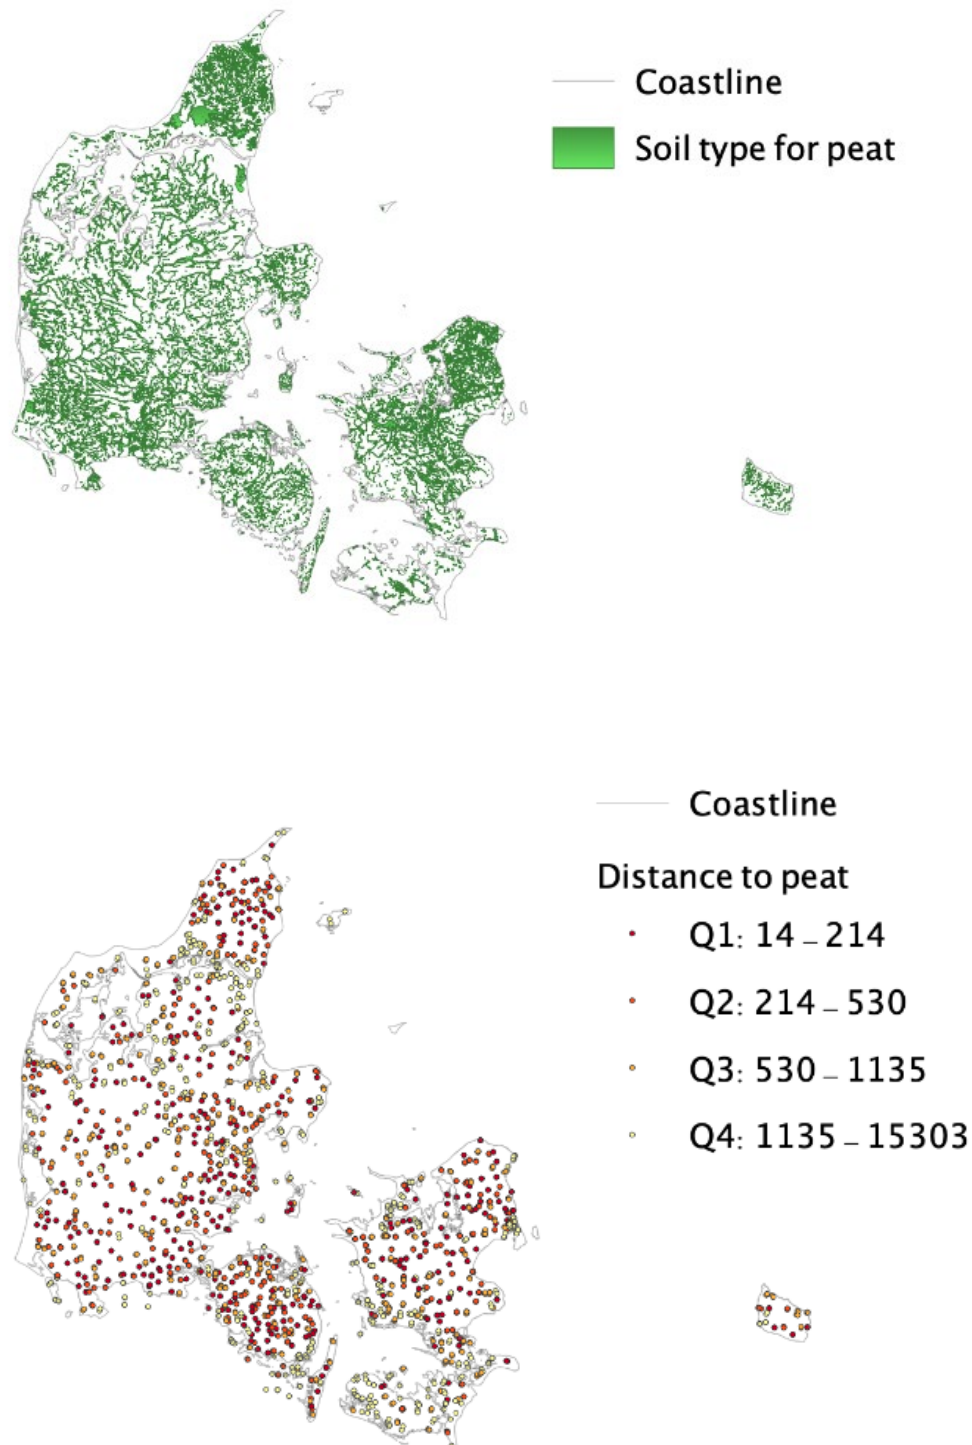 Coastline
Soil type for peat
Coastline
Distance to peat
Q1: 14 – 214
Q2: 214 – 530
Q3: 530 – 1135
Q4: 1135 – 15303